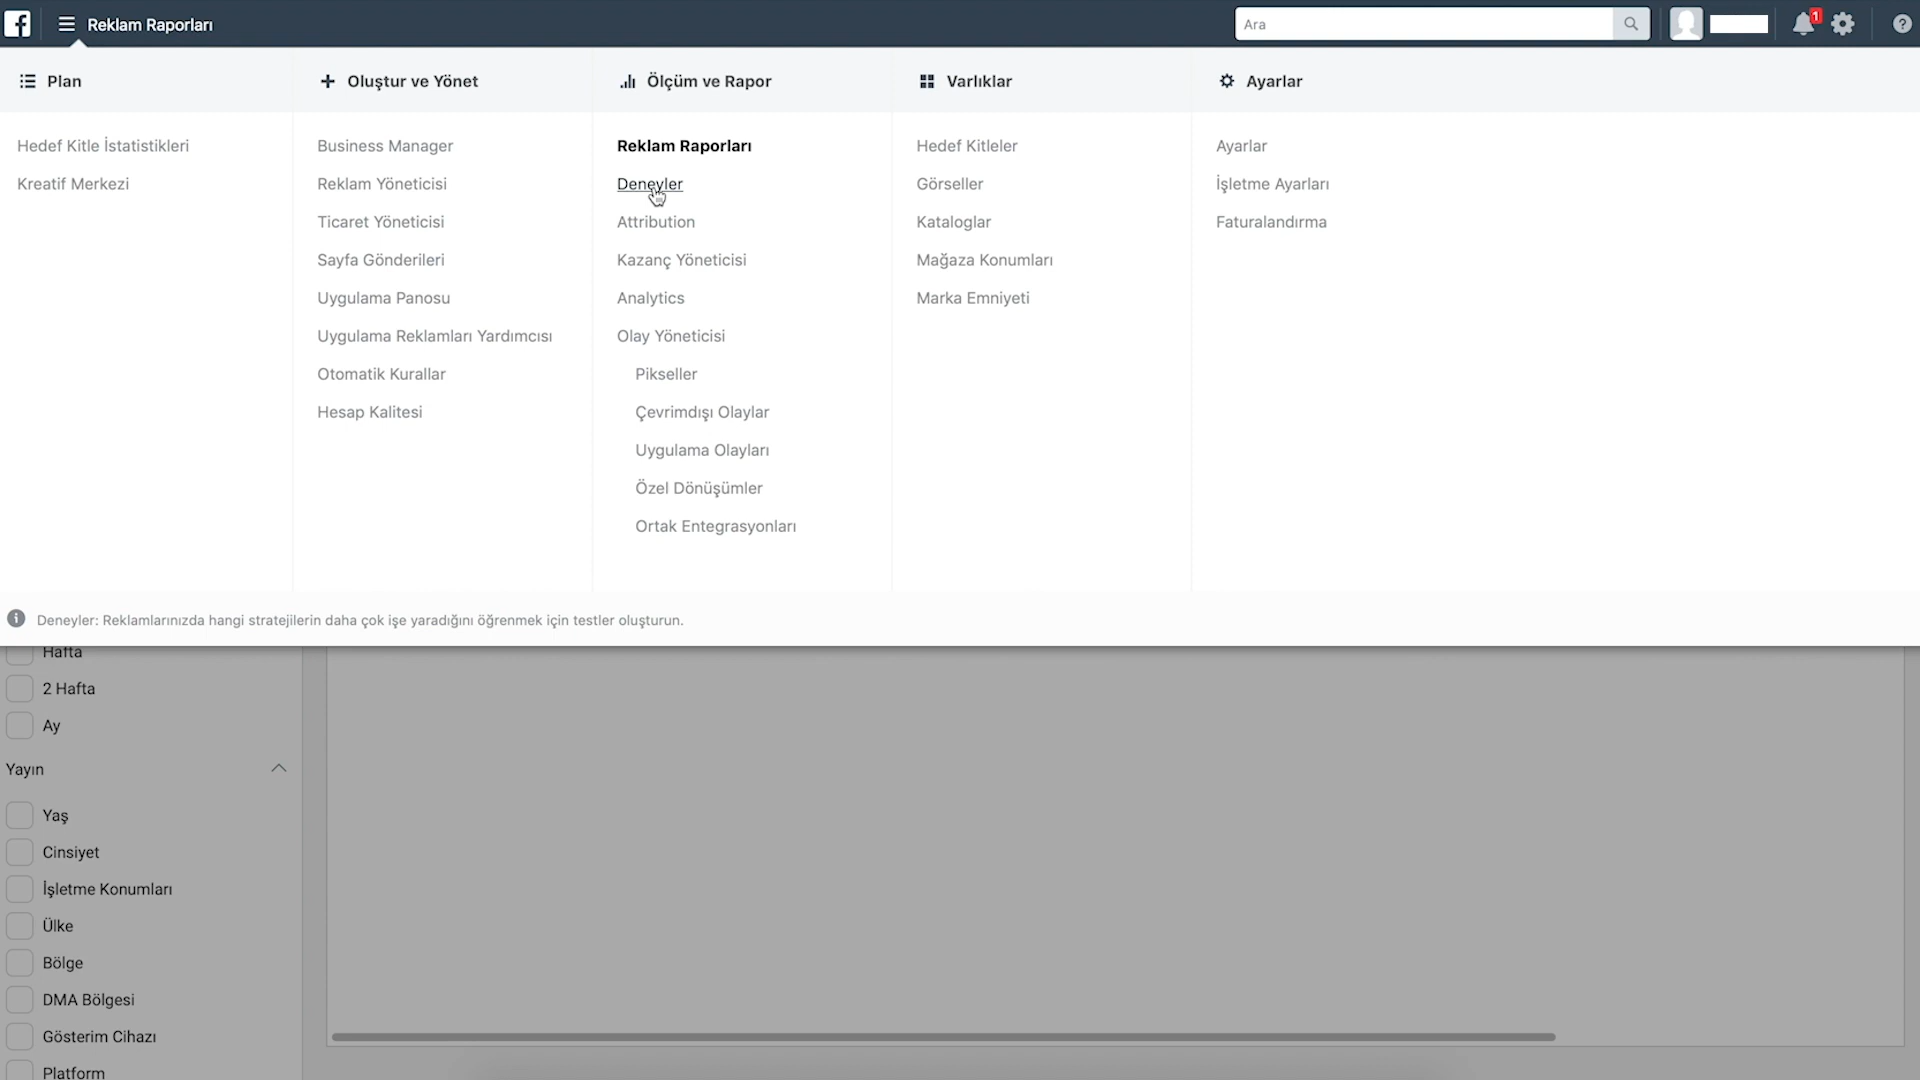 Reklam Raporları
Ara
1
Plan
Hedef Kitle İstatistikleri
Kreatif Merkezi
Oluştur ve Yönet
Business Manager
Reklam Yöneticisi
Ticaret Yöneticisi
Sayfa Gönderileri
Uygulama Panosu
Uygulama Reklamları Yardımcısı
Otomatik Kurallar
Hesap Kalitesi
Ölçüm ve Rapor
Reklam Raporları
Deneyler
Attribution
Kazanç Yöneticisi
Analytics
Olay Yöneticisi
Pikseller
Çevrimdışı Olaylar
Uygulama Olayları
Özel Dönüşümler
Ortak Entegrasyonları
Varlıklar
Hedef Kitleler
Görseller
Kataloglar
Mağaza Konumları
Marka Emniyeti
Ayarlar
Ayarlar
İşletme Ayarları
Faturalandırma
Deneyler: Reklamlarınızda hangi stratejilerin daha çok işe yaradığını öğrenmek için testler oluşturun.
Hafta
2 Hafta
Ay
Yayın
Yaş
Cinsiyet
İşletme Konumları
Ülke
Bölge
DMA Bölgesi
Gösterim Cihazı
Platform